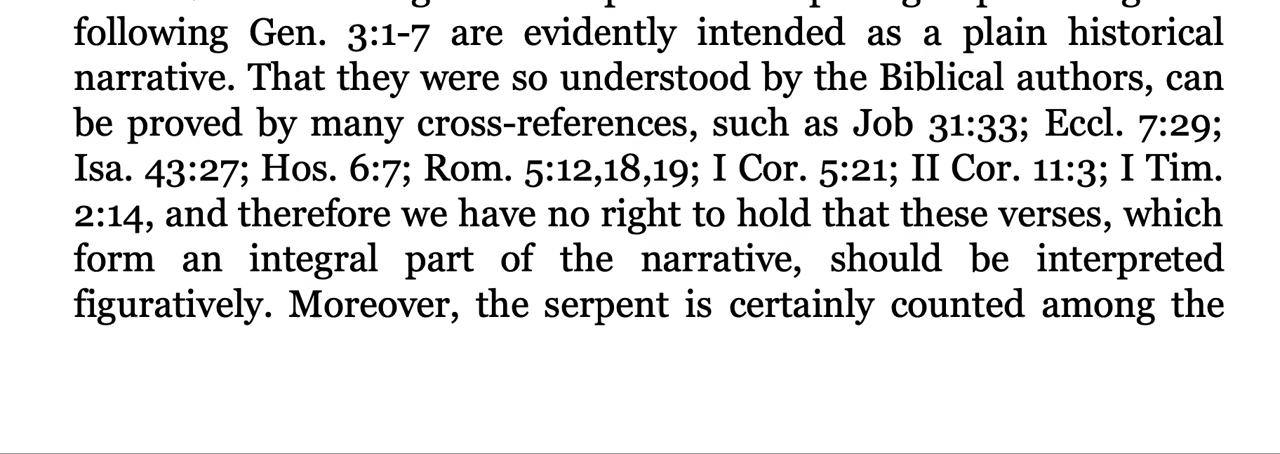 following Gen. 3:1-7 are evidently intended as a plain historical
narrative. That they were so understood by the Biblical authors, can
be proved by many cross-references, such as Job 31:33; Eccl. 7:29;
Isa. 43:27; Hos. 6:7; Rom. 5:12,18,19; I Cor. 5:21; II Cor. 11:3; I Tim.
2:14, and therefore we have no right to hold that these verses, which
form an integral part of the narrative, should be interpreted
figuratively. Moreover, the serpent is certainly counted among the